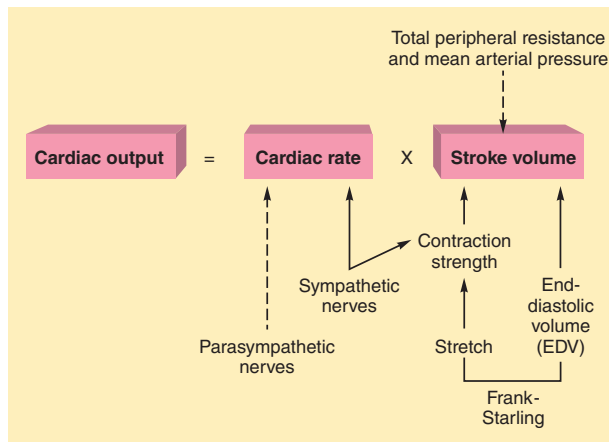 Total peripheral resistance
and mean arterial pressure
Cardiac output
=
Cardiac rate
X
Stroke volume
Contraction
strength
Sympathetic
nerves
End-
diastolic
volume
(EDV)
Parasympathetic
nerves
Stretch
Frank-
Starling